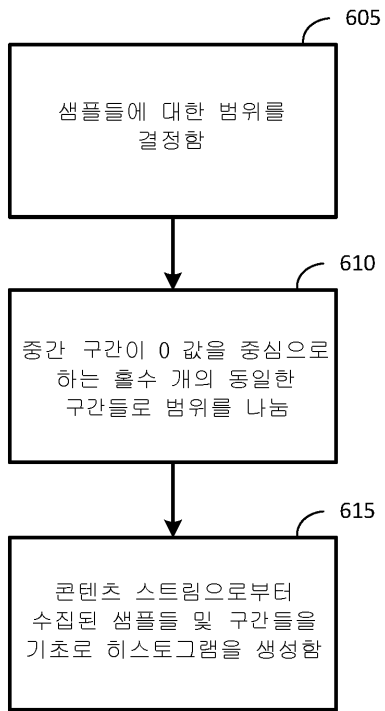 605
샘플들에 대한 범위를
결정함
610
중간 구간이 0 값을 중심으로
하는 홀수 개의 동일한
구간들로 범위를 나눔
615
콘텐츠 스트림으로부터
수집된 샘플들 및 구간들을
기초로 히스토그램을 생성함